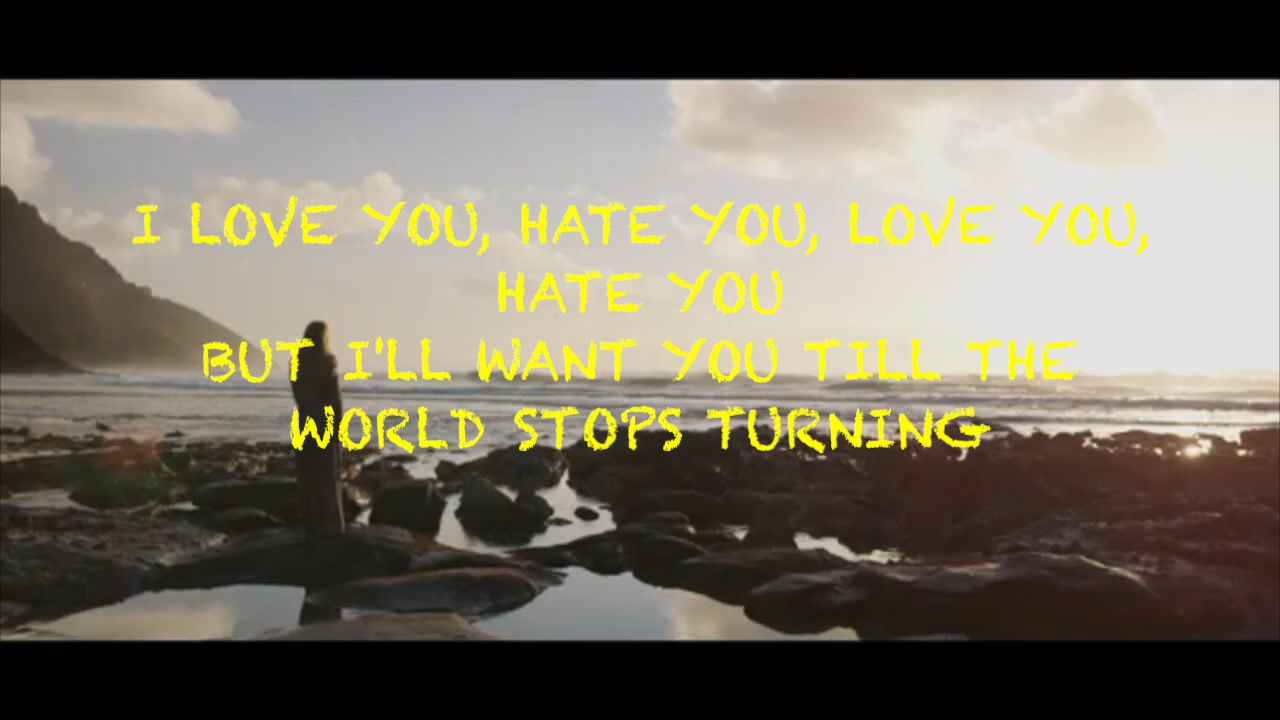 I LOVE YOU, HATE YOU, LOVE YOU,
HATE YOU
BUT I'LL WANT YOU TILL THE
WORLD STOPS TURNING